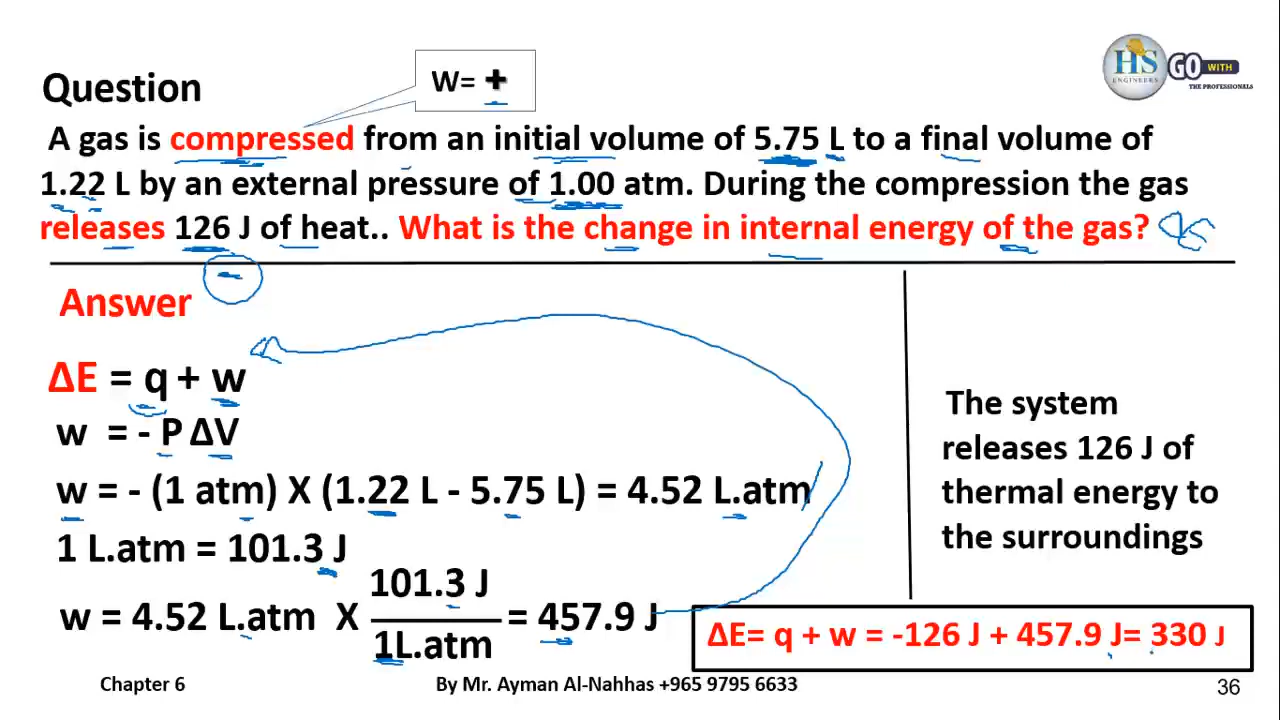 HS
ENGINEERS
GO WITH
THE PROFESSIONALS
W= +
Question
A gas is compressed from an initial volume of 5.75 L to a final volume of
1.22 L by an external pressure of 1.00 atm. During the compression the gas
releases 126 J of heat.. What is the change in internal energy of the gas?
Answer
ΔE = q + w
w = - P ΔV
w = - (1 atm) X (1.22 L - 5.75 L) = 4.52 L.atm
1 L.atm = 101.3 J
w = 4.52 L.atm X 101.3 J / 1L.atm = 457.9 J
The system
releases 126 J of
thermal energy to
the surroundings
ΔE= q + w = -126 J + 457.9 J= 330 J
Chapter 6
By Mr. Ayman Al-Nahhas +965 9795 6633
36